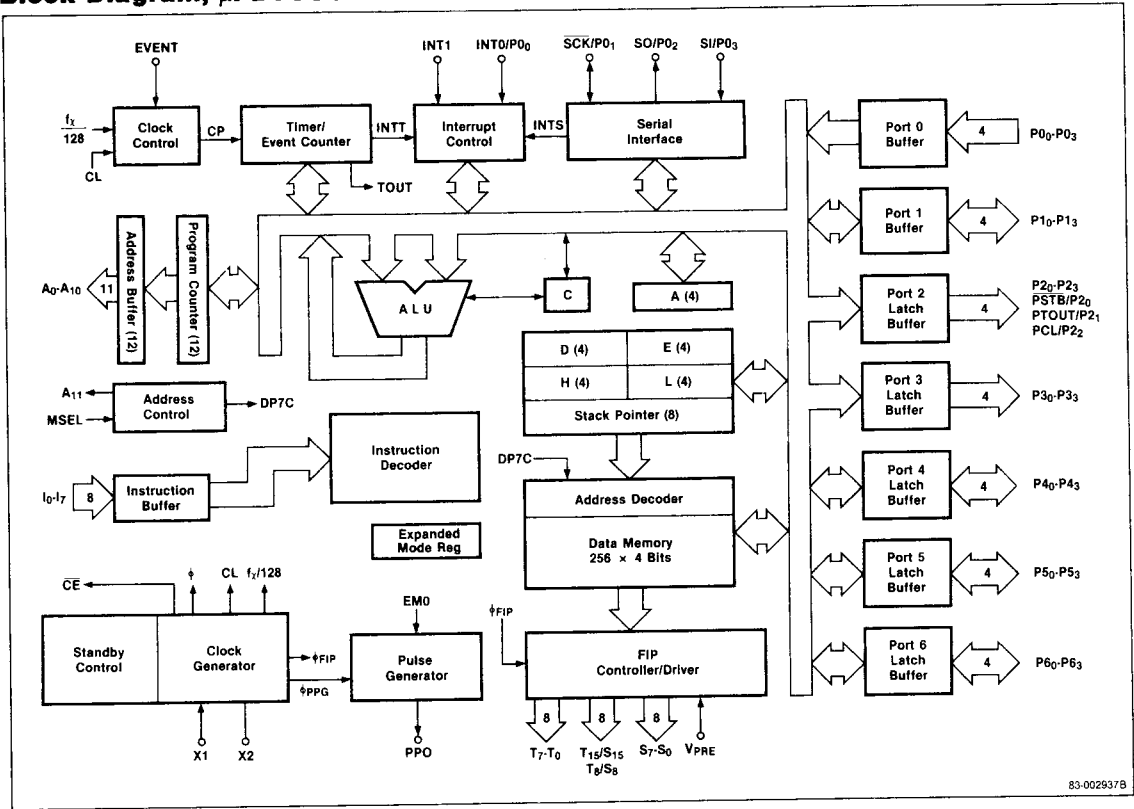 Block Diagram,
EVENT
INT1
INT0/P0₀
S̅C̅K̅/P0₁
SO/P0₂
SI/P0₃
fχ
128
CL
Clock
Control
CP
Timer/
Event Counter
INTT
Interrupt
Control
INTS
Serial
Interface
TOUT
Port 0
Buffer
4
P0₀-P0₃
Port 1
Buffer
4
P1₀-P1₃
A₀-A₁₀
11
Address Buffer (12)
Program Counter (12)
ALU
C
A (4)
Port 2
Latch
Buffer
4
P2₀-P2₃
P̅S̅T̅B̅/P2₀
PTOUT/P2₁
PCL/P2₂
D (4)
E (4)
H (4)
L (4)
Stack Pointer (8)
Port 3
Latch
Buffer
4
P3₀-P3₃
A₁₁
MSEL
Address
Control
DP7C
I₀-I₇
8
Instruction
Buffer
Instruction
Decoder
DP7C
Address Decoder
Data Memory
256 × 4 Bits
Port 4
Latch
Buffer
4
P4₀-P4₃
Expanded
Mode Reg
Port 5
Latch
Buffer
4
P5₀-P5₃
C̅E̅
ϕ
CL
fχ/128
Standby
Control
Clock
Generator
ϕFIP
ϕPPG
X1
X2
EM0
Pulse
Generator
PPO
ϕFIP
FIP
Controller/Driver
8
8
8
T₇-T₀
T₁₅/S₁₅
T₈/S₈
S₇-S₀
VPRE
Port 6
Latch
Buffer
4
P6₀-P6₃
83-002937B